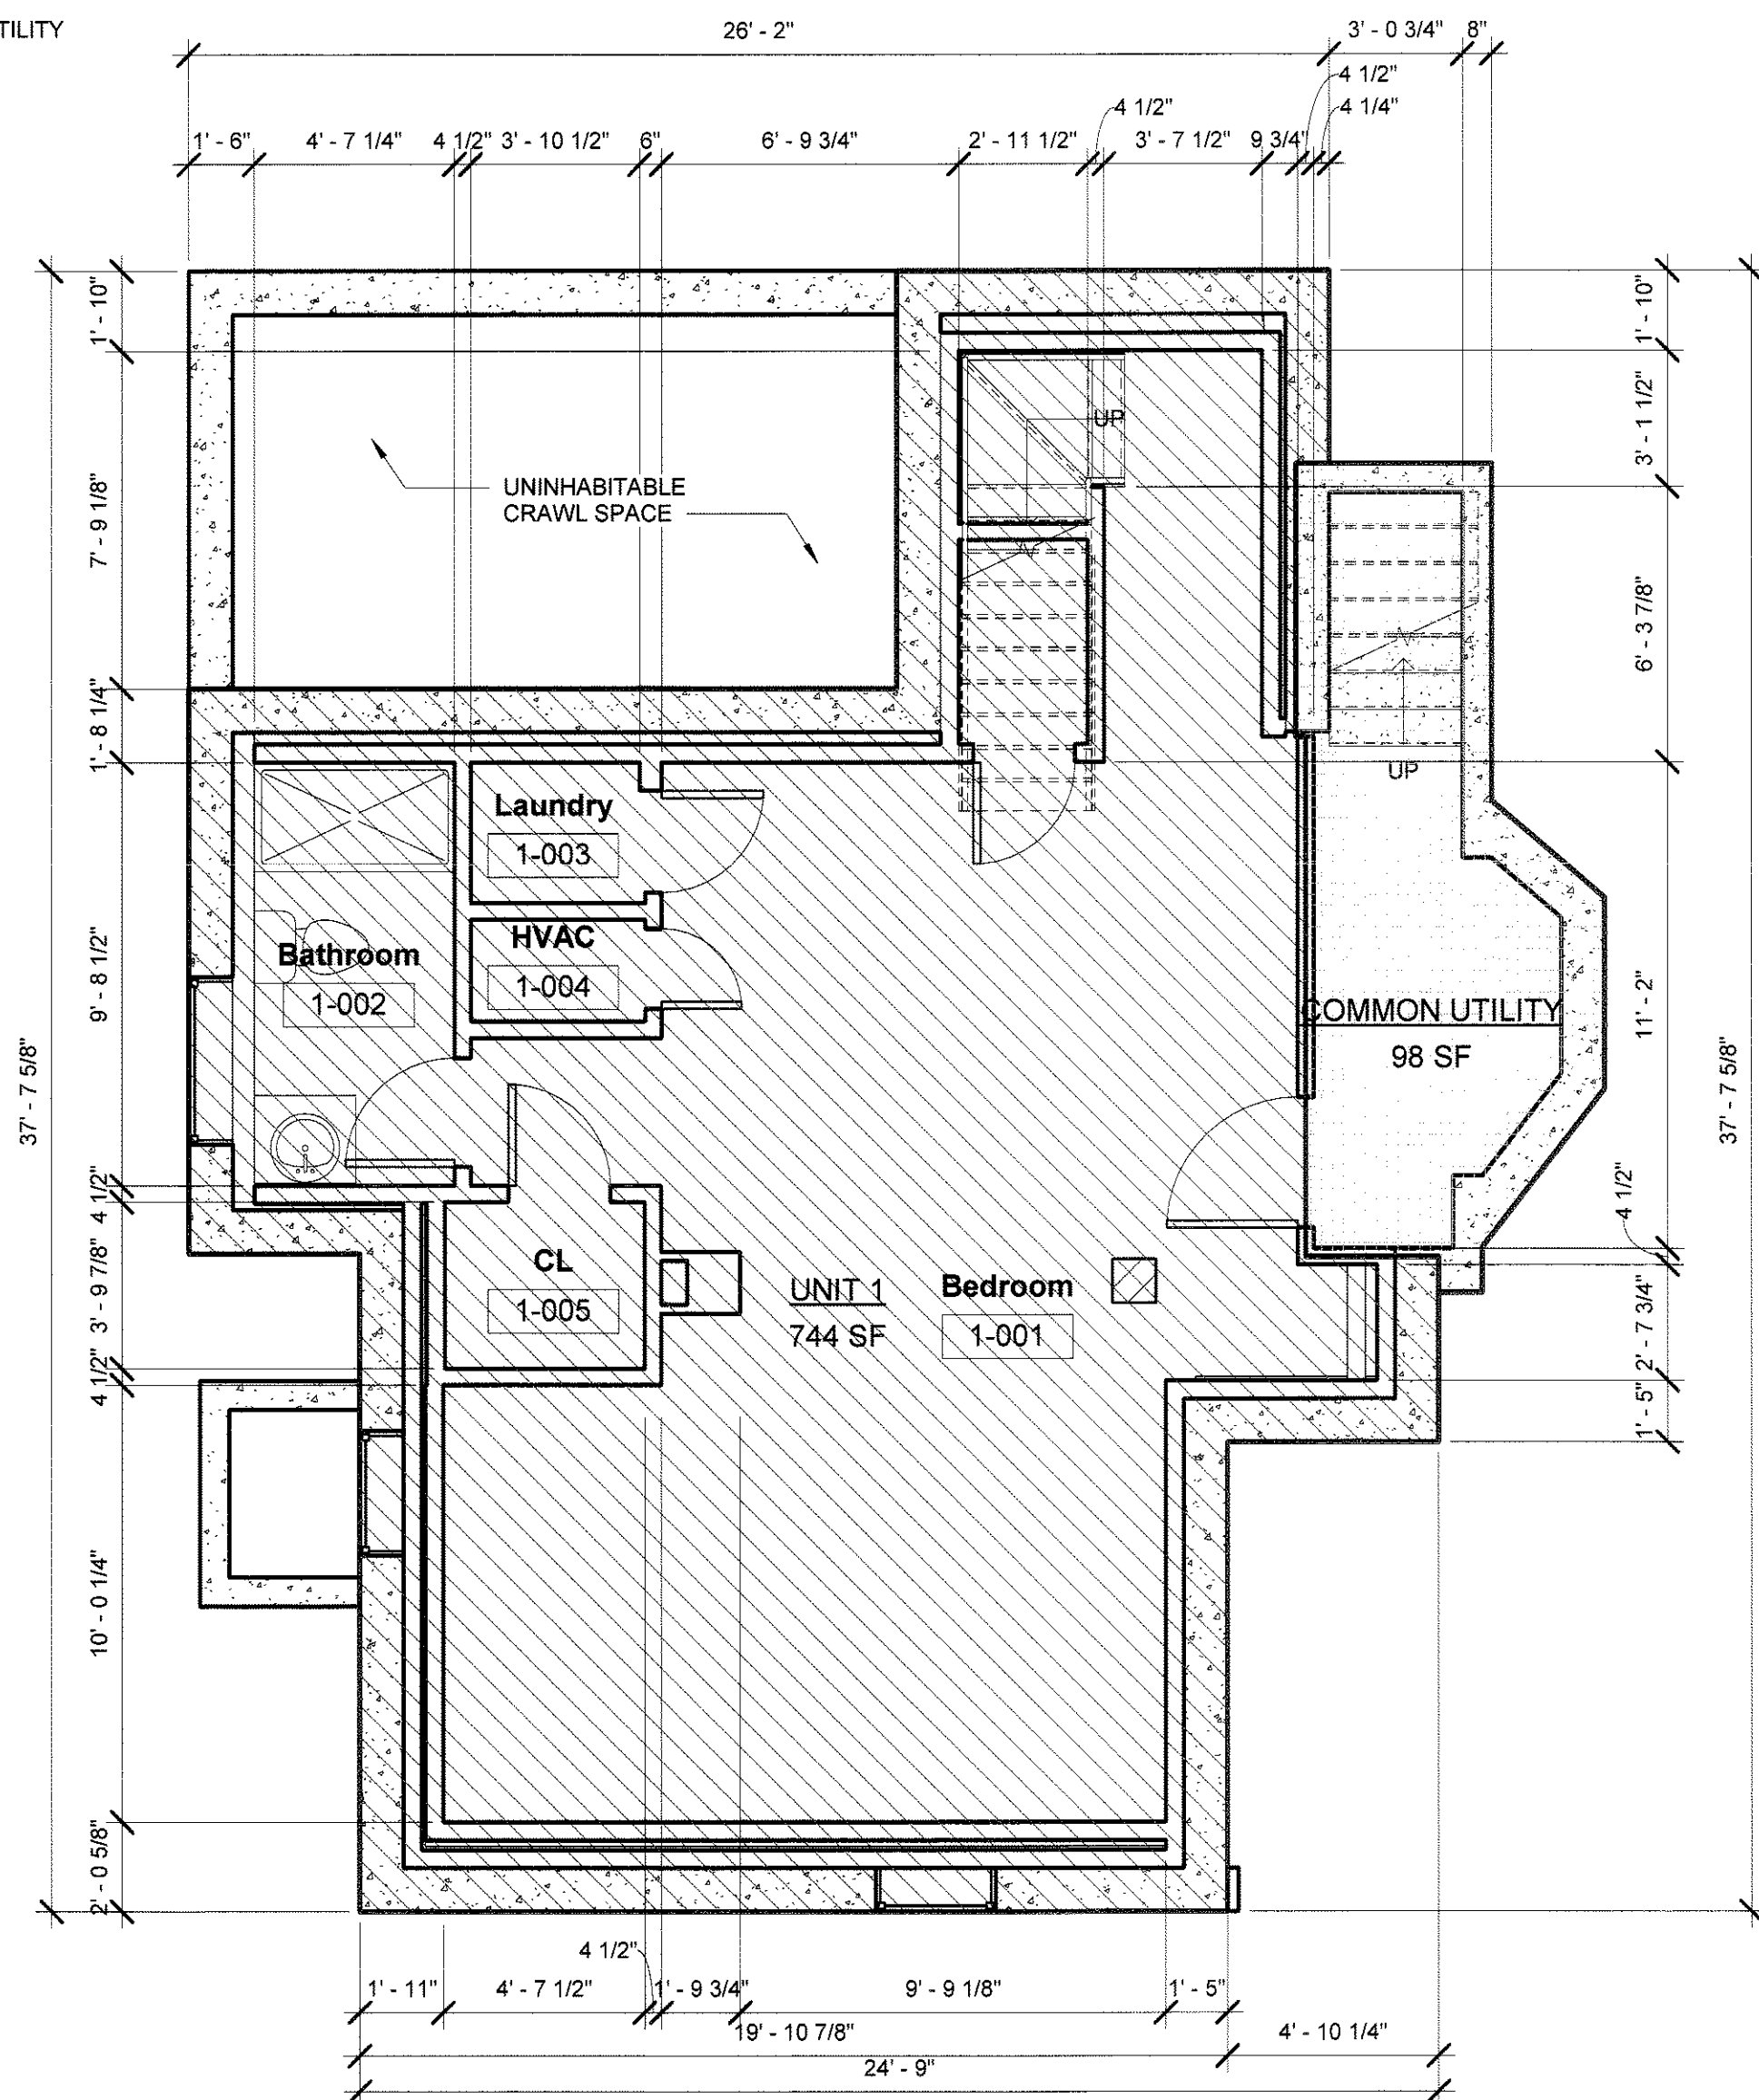 TILITY
26' - 2"
3' - 0 3/4"
8"
4 1/2"
4 1/4"
4 1/2"
1' - 6"
4' - 7 1/4"
4 1/2"
3' - 10 1/2"
6"
6' - 9 3/4"
2' - 11 1/2"
3' - 7 1/2"
9 3/4"
1' - 10"
7' - 9 1/8"
1' - 8 1/4"
9' - 8 1/2"
4 1/2"
3' - 9 7/8"
4 1/2"
10' - 0 1/4"
2' - 0 5/8"
37' - 7 5/8"
UNINHABITABLE
CRAWL SPACE
UP
UP
Laundry
1-003
HVAC
1-004
Bathroom
1-002
COMMON UTILITY
98 SF
CL
1-005
UNIT 1
744 SF
Bedroom
1-001
1' - 10"
3' - 1 1/2"
6' - 3 7/8"
11' - 2"
4 1/2"
2' - 7 3/4"
1' - 5"
37' - 7 5/8"
4 1/2"
1' - 11"
4' - 7 1/2"
1' - 9 3/4"
9' - 9 1/8"
1' - 5"
19' - 10 7/8"
4' - 10 1/4"
24' - 9"